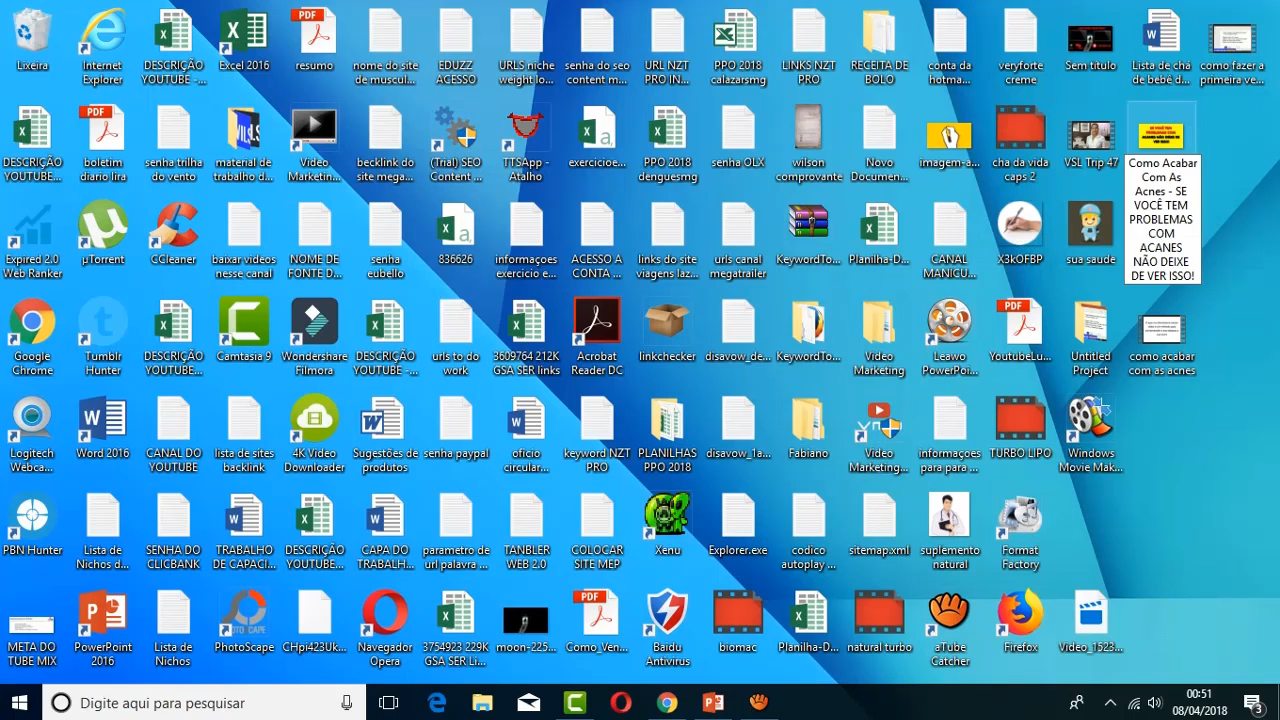 Lixeira
Internet
Explorer
DESCRIÇÃO
YOUTUBE -...
Excel 2016
resumo
nome do site
de muscul...
EDUZZ
ACESSO
URLS niche
weight lo...
senha do seo
content m...
URL NZT
PRO IN...
PPO 2018
calazarsmg
LINKS NZT
PRO
RECEITA DE
BOLO
conta da
hotma...
veryforte
creme
Sem titulo
Lista de chá
de bebê d...
como fazer a
primeira ve...
DESCRIÇÃO
YOUTUBE...
boletim
diario lira
senha trilha
do vento
material de
trabalho d...
Video
Marketin...
becklink do
site mega...
(Trial) SEO
Content ...
TTSApp -
Atalho
exercicioe...
PPO 2018
denguesmg
senha OLX
wilson
comprovante
Novo
Documen...
imagem-a...
cha da vida
caps 2
VSL Trip 47
Como Acabar
Com As
Acnes - SE
VOCÊ TEM
PROBLEMAS
COM
ACANES
NÃO DEIXE
DE VER ISSO!
Expired 2.0
Web Ranker
µTorrent
CCleaner
baixar videos
nesse canal
NOME DE
FONTE D...
senha
eubello
836626
informaçoes
exercicio e...
ACESSO A
CONTA ...
links do site
viagens laz...
urls canal
megatrailer
KeywordTo...
Planilha-D...
CANAL
MANICU...
X3kOFBP
sua saude
Google
Chrome
Tumblr
Hunter
DESCRIÇÃO
YOUTUBE...
Camtasia 9
Wondershare
Filmora
DESCRIÇÃO
YOUTUBE -...
urls to do
work
3609764 212K
GSA SER links
Acrobat
Reader DC
linkchecker
disavow_de...
KeywordTo...
Video
Marketing
Leawo
PowerPoi...
YoutubeLu...
Untitled
Project
como acabar
com as acnes
Logitech
Webca...
Word 2016
CANAL DO
YOUTUBE
lista de sites
backlink
4K Video
Downloader
Sugestões de
produtos
senha paypal
oficio
circular...
keyword NZT
PRO
PLANILHAS
PPO 2018
disavow_1a...
Fabiano
Video
Marketing...
informaçoes
para para ...
TURBO LIPO
Windows
Movie Mak...
PBN Hunter
Lista de
Nichos d...
SENHA DO
CLICBANK
TRABALHO
DE CAPACÍ...
DESCRIÇÃO
YOUTUBE...
CAPA DO
TRABALH...
parametro de
url palavra ...
TANBLER
WEB 2.0
COLOCAR
SITE MEP
Xenu
Explorer.exe
codico
autoplay ...
sitemap.xml
suplemento
natural
Format
Factory
META DO
TUBE MIX
PowerPoint
2016
Lista de
Nichos
PhotoScape
CHpi423Uk...
Navegador
Opera
3754923 229K
GSA SER Li...
moon-225...
Como_Ven...
Baidu
Antivirus
biomac
Planilha-D...
natural turbo
aTube
Catcher
Firefox
Video_1523...
Digite aqui para pesquisar
00:51
08/04/2018
3